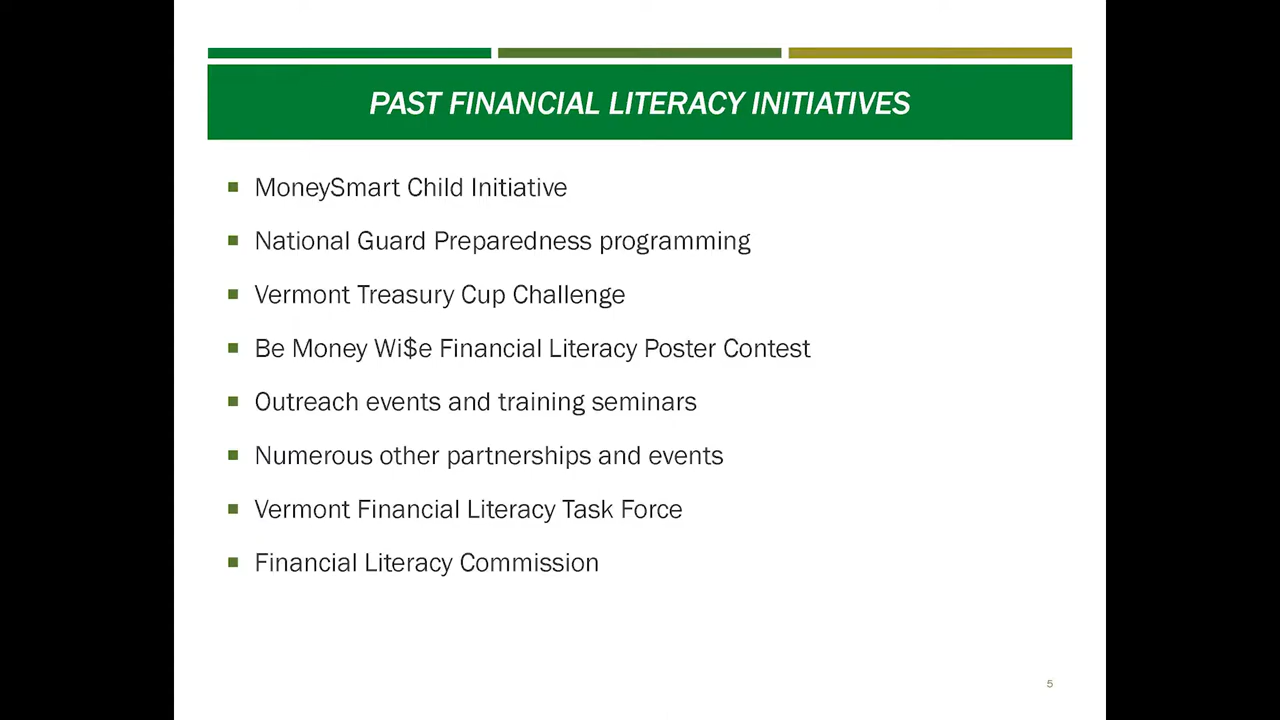 PAST FINANCIAL LITERACY INITIATIVES
MoneySmart Child Initiative
National Guard Preparedness programming
Vermont Treasury Cup Challenge
Be Money Wi$e Financial Literacy Poster Contest
Outreach events and training seminars
Numerous other partnerships and events
Vermont Financial Literacy Task Force
Financial Literacy Commission
5